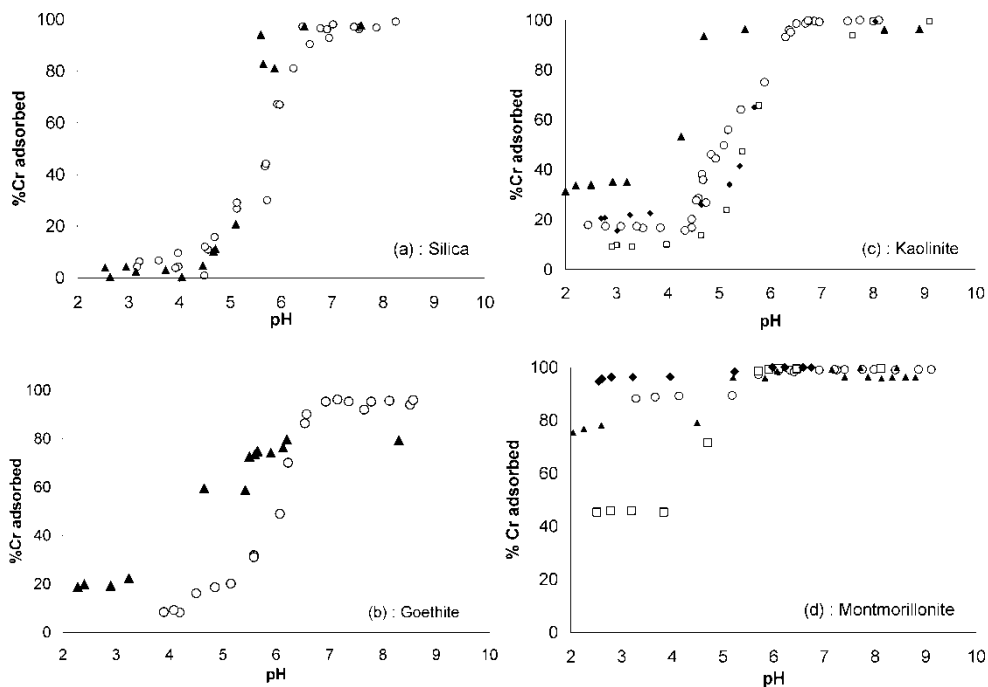 100
80
60
40
20
0
%Cr adsorbed
(a) : Silica
2 3 4 5 6 7 8 9 10
pH
100
80
60
40
20
0
%Cr adsorbed
(c) : Kaolinite
2 3 4 5 6 7 8 9 10
pH
100
80
60
40
20
0
%Cr adsorbed
(b) : Goethite
2 3 4 5 6 7 8 9 10
pH
100
80
60
40
20
0
% Cr adsorbed
(d) : Montmorillonite
2 3 4 5 6 7 8 9 10
pH